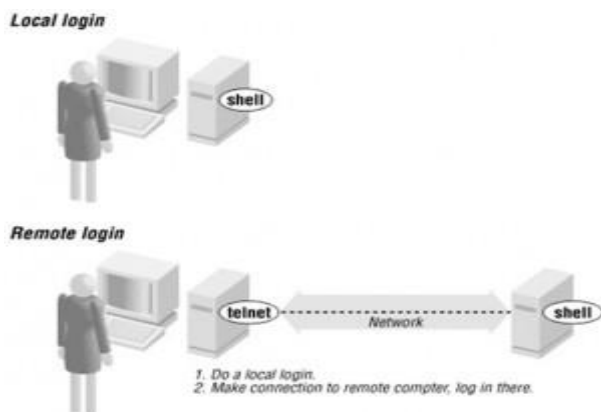 Local login
shell
Remote login
telnet
Network
shell
1. Do a local login.
2. Make connection to remote compter, log in there.